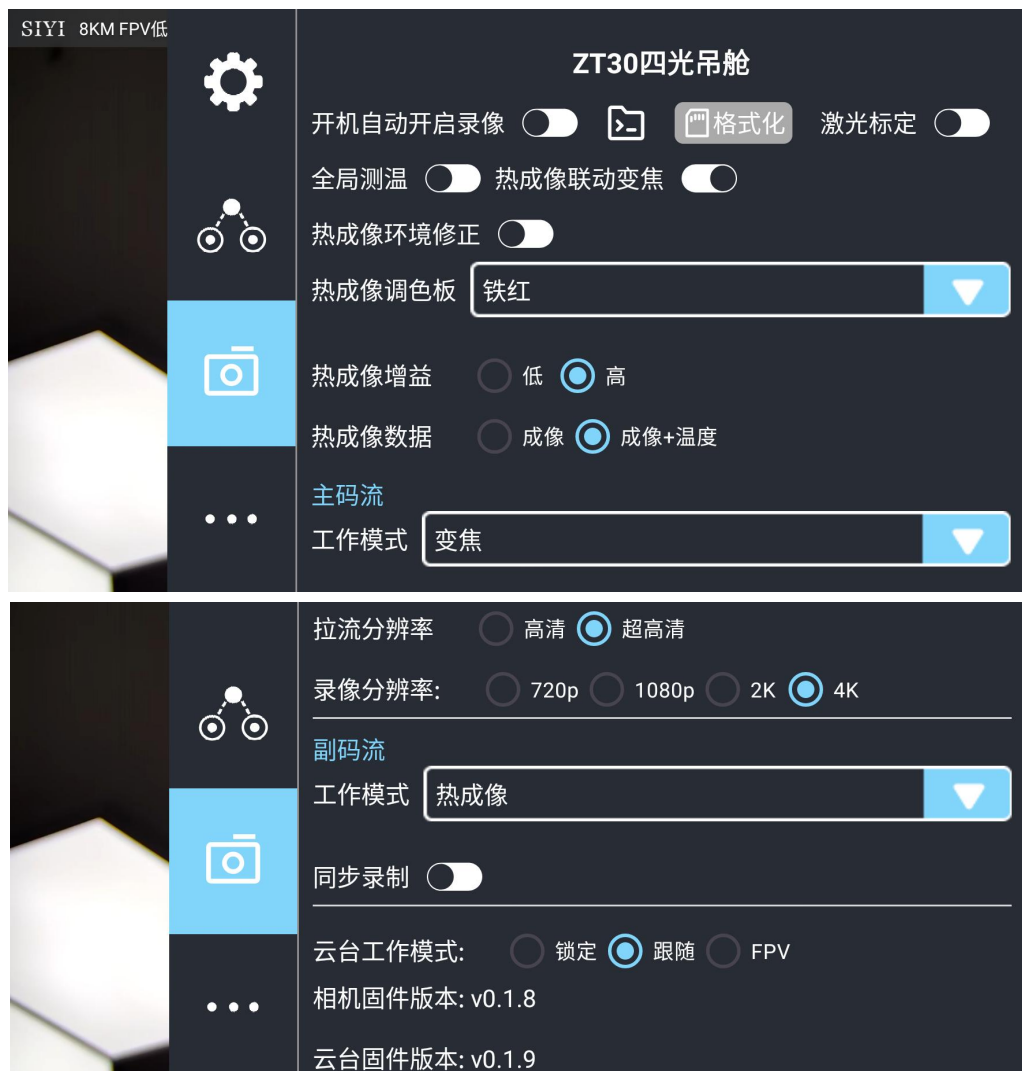 SIYI 8KM FPV低
ZT30四光吊舱
开机自动开启录像 格式化 激光标定
全局测温 热成像联动变焦
热成像环境修正
热成像调色板 铁红
热成像增益 低 高
热成像数据 成像 成像+温度
主码流
工作模式 变焦
拉流分辨率 高清 超高清
录像分辨率: 720p 1080p 2K 4K
副码流
工作模式 热成像
同步录制
云台工作模式: 锁定 跟随 FPV
相机固件版本: v0.1.8
云台固件版本: v0.1.9